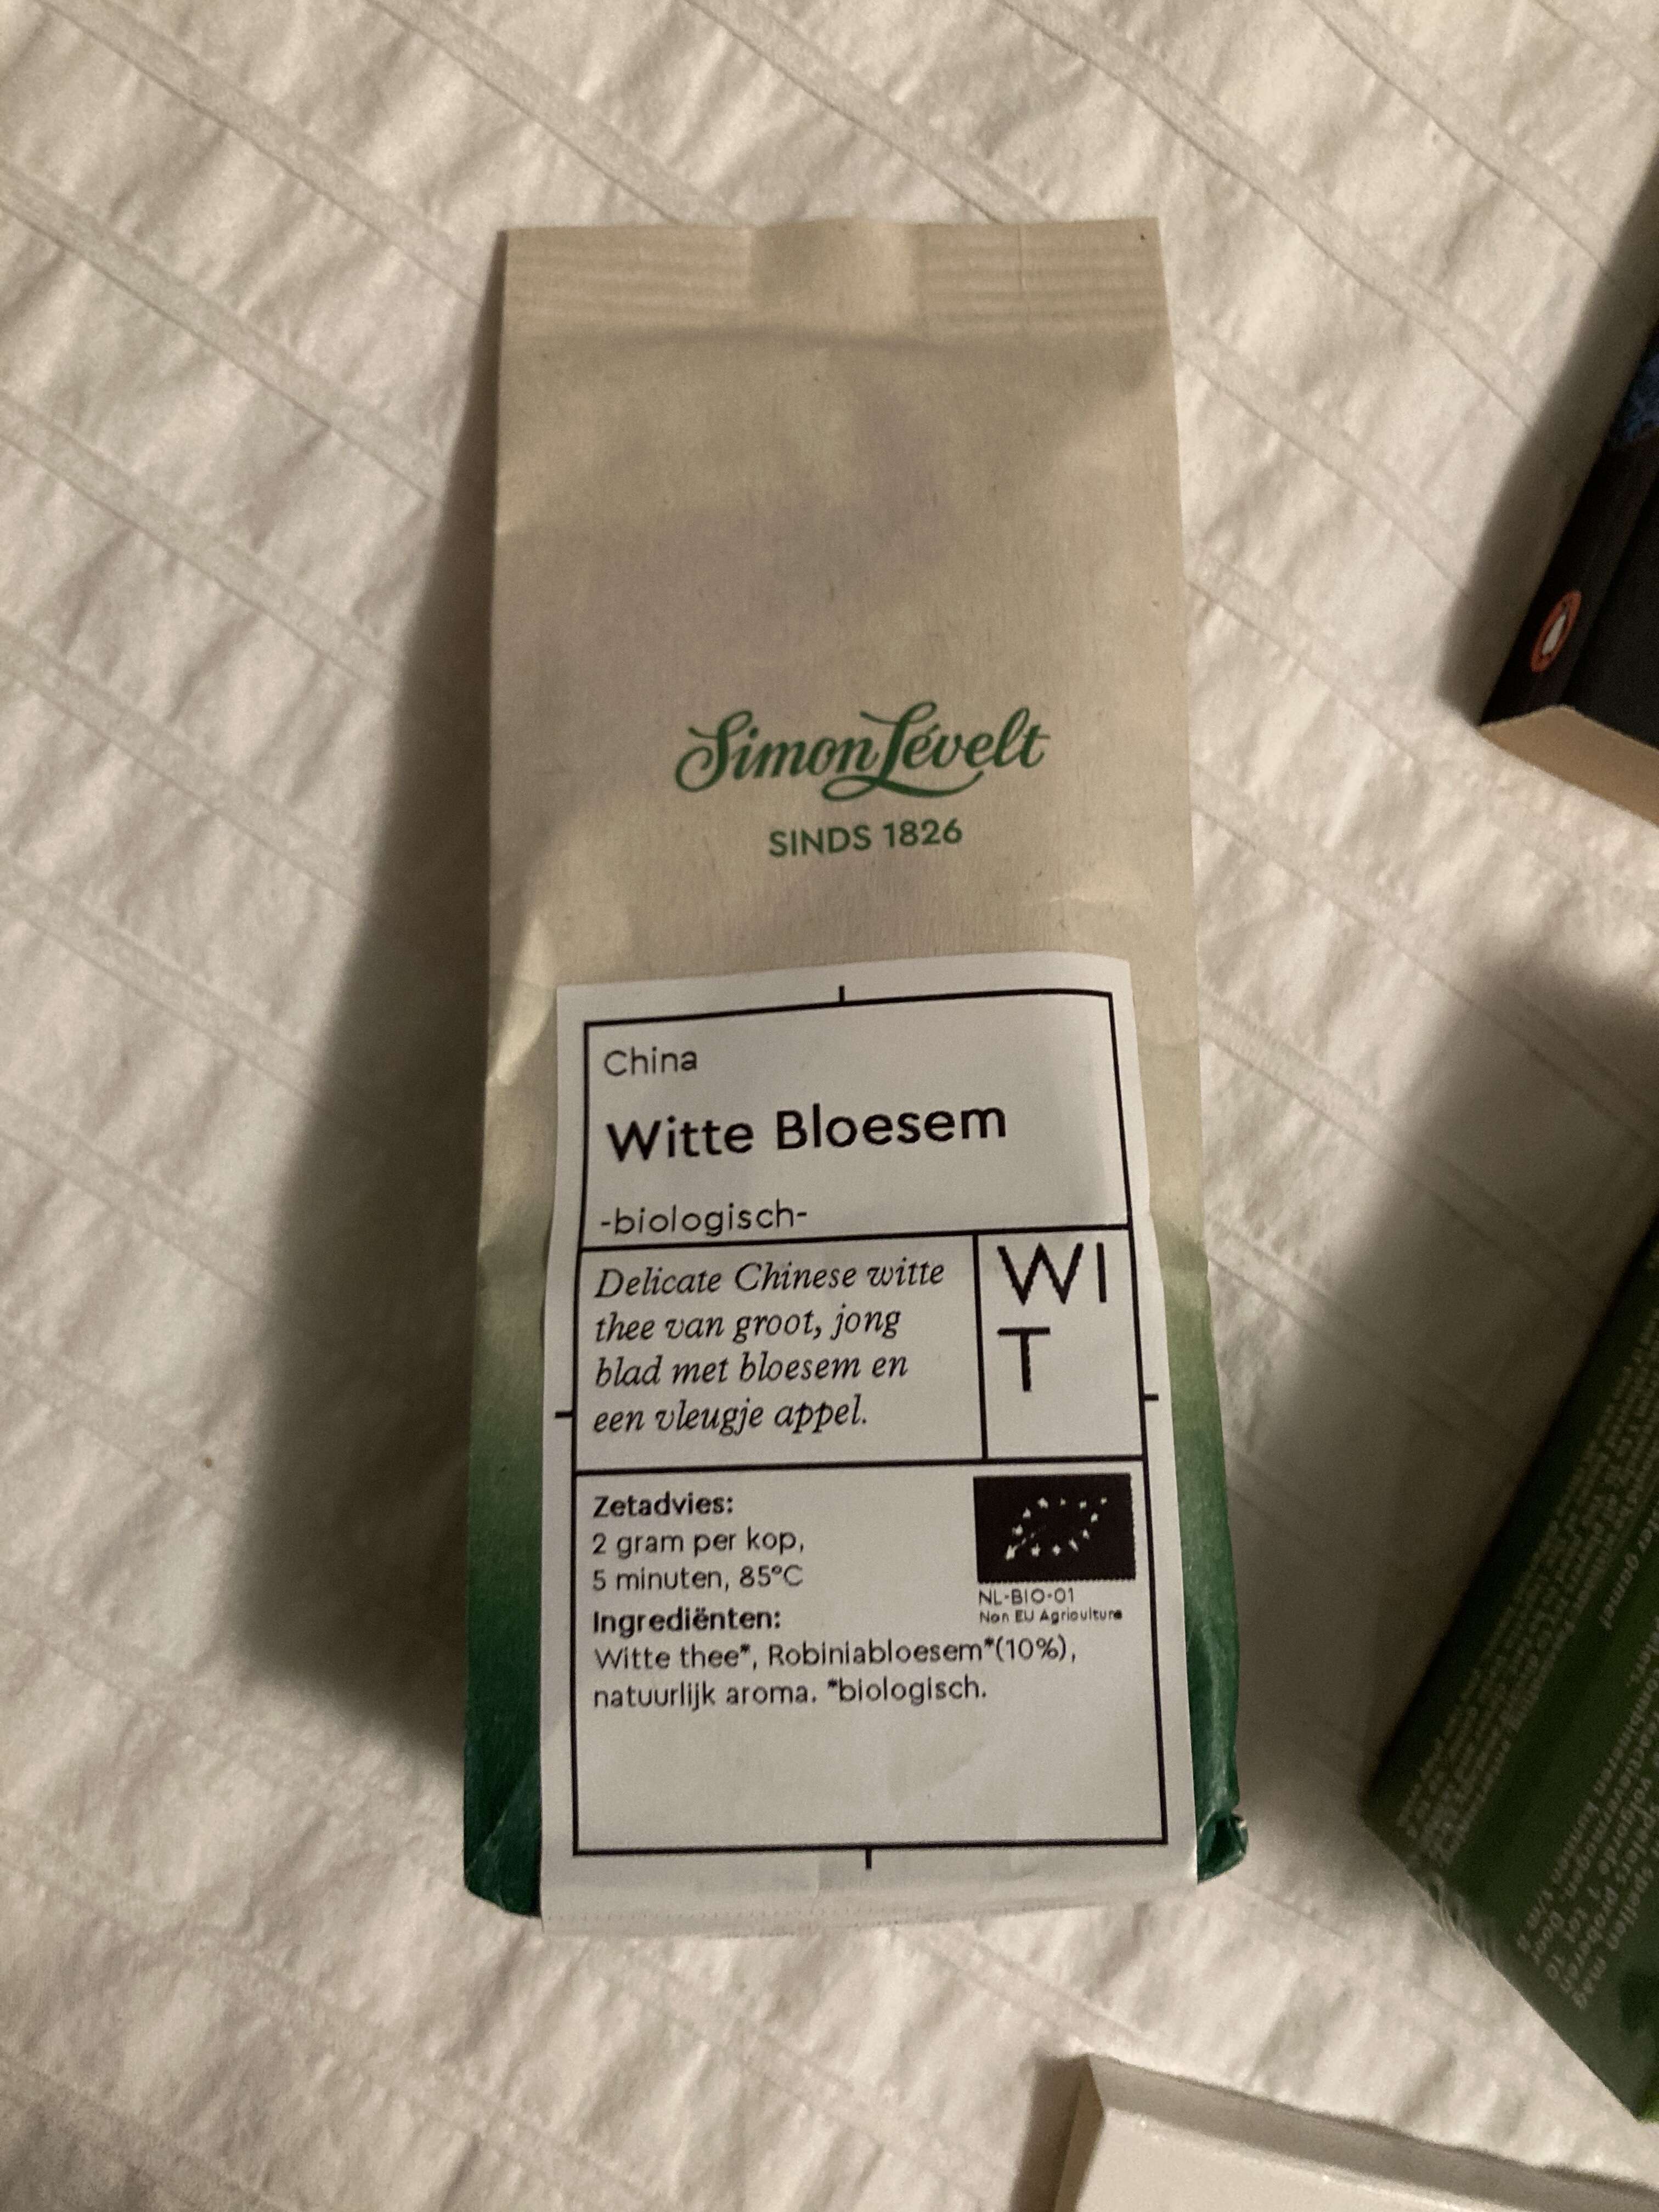 Simon Lévelt
SINDS 1826
China
Witte Bloesem
-biologisch-
Delicate Chinese witte
thee van groot, jong
blad met bloesem en
een vleugje appel.
WI
T
Zetadvies:
2 gram per kop,
5 minuten, 85°C
Ingrediënten:
Witte thee*, Robiniabloesem*(10%),
natuurlijk aroma. *biologisch.
NL-BIO-01
Non EU Agriculture